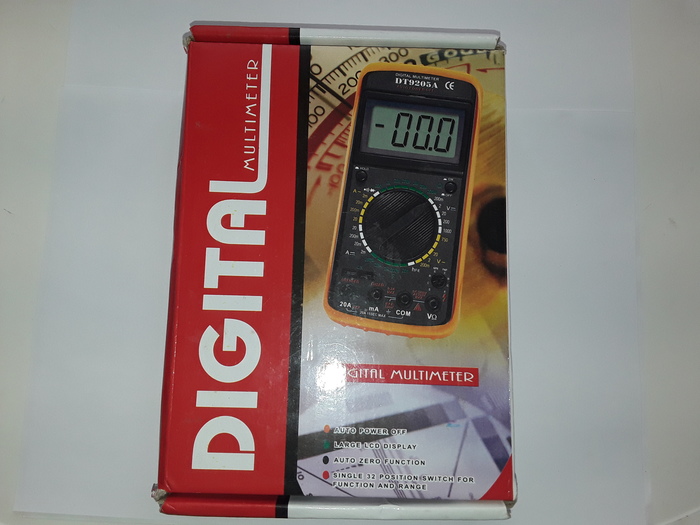 DIGITAL
MULTIMETER
DIGITAL MULTIMETER
DT9205A CE
-00.0
20A mA COM VΩ
DIGITAL MULTIMETER
AUTO POWER OFF
LARGE LCD DISPLAY
AUTO ZERO FUNCTION
SINGLE 32 POSITION SWITCH FOR
FUNCTION AND RANGE